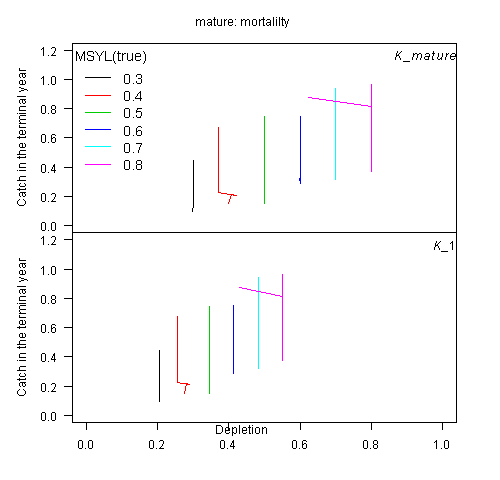 mature: mortalilty
Catch in the terminal year
1.2
1.0
0.8
0.6
0.4
0.2
0.0
MSYL(true)
0.3
0.4
0.5
0.6
0.7
0.8
K_mature
Catch in the terminal year
1.2
1.0
0.8
0.6
0.4
0.2
0.0
K_1
Depletion
0.0 0.2 0.4 0.6 0.8 1.0